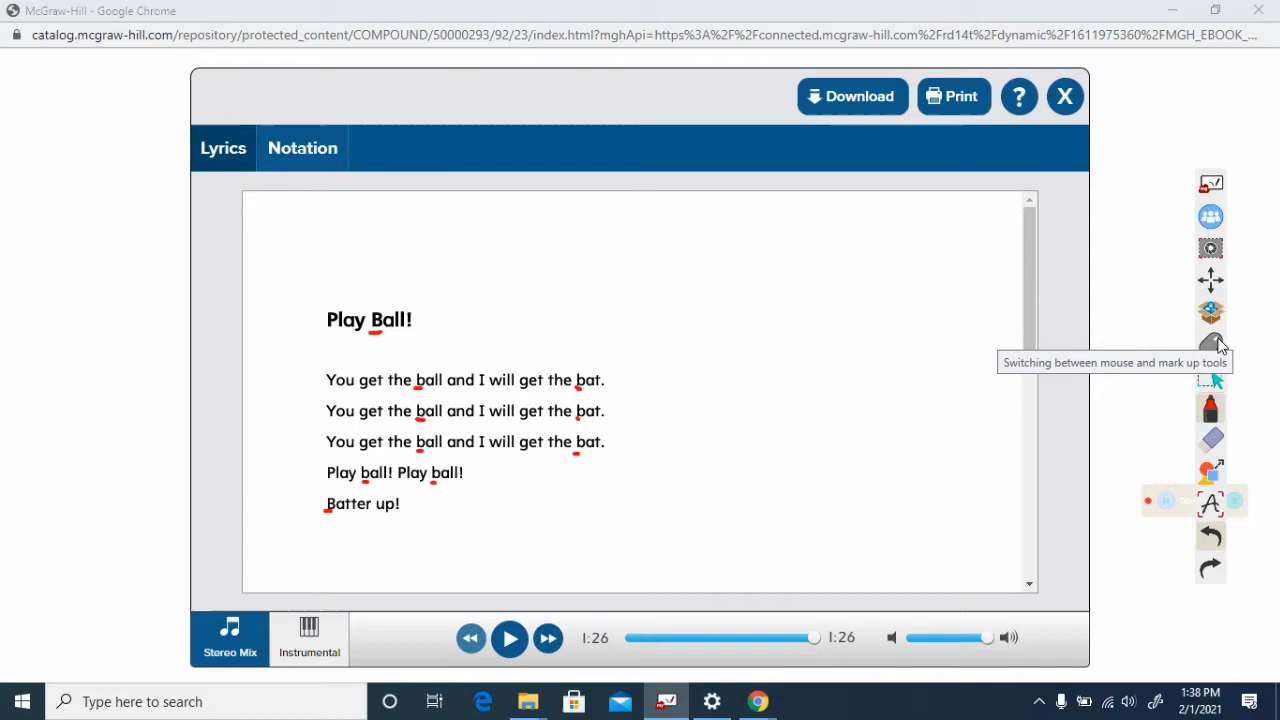 McGraw-Hill - Google Chrome
catalog.mcgraw-hill.com/repository/protected_content/COMPOUND/50000293/92/23/index.html?mghApi=https%3A%2F%2Fconnected.mcgraw-hill.com%2Frd14t%2Fdynamic%2F1611975360%2FMGH_EBOOK_...
Download
Print
?
X
Lyrics
Notation
Play Ball!
You get the ball and I will get the bat.
You get the ball and I will get the bat.
You get the ball and I will get the bat.
Play ball! Play ball!
Batter up!
Switching between mouse and mark up tools
A
Stereo Mix
Instrumental
1:26
1:26
Type here to search
1:38 PM
2/1/2021